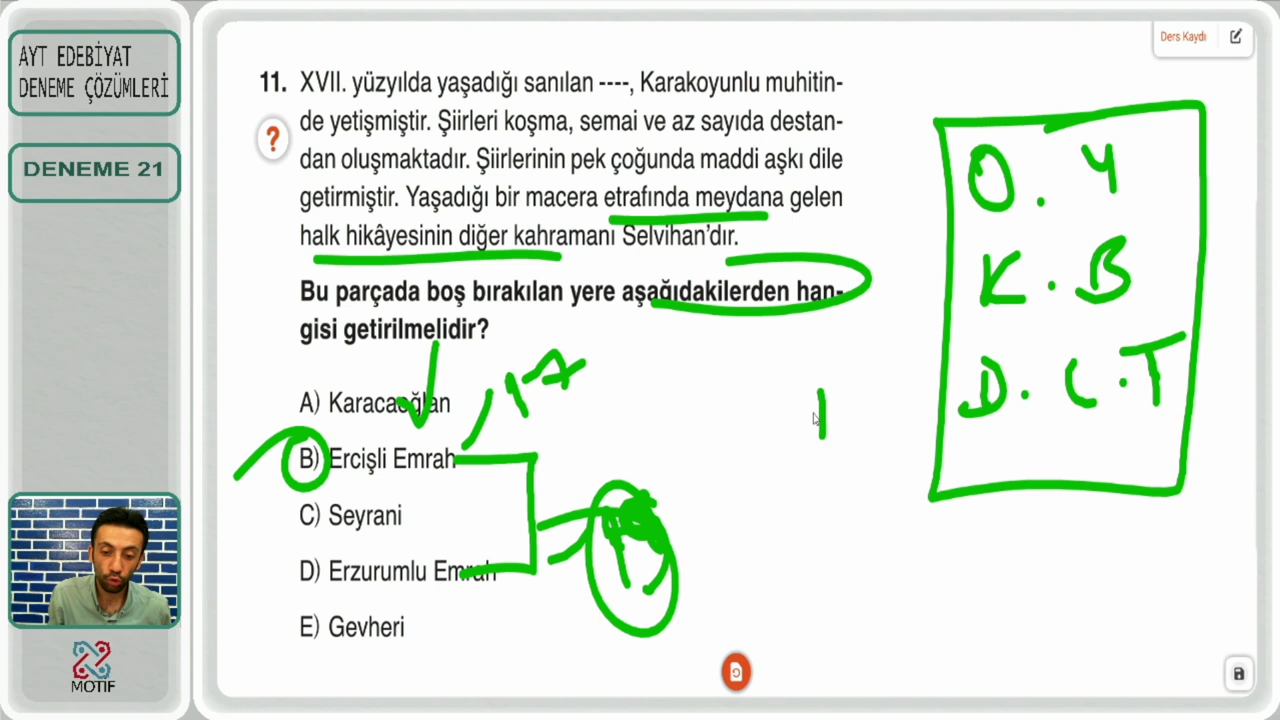 AYT EDEBİYAT
DENEME ÇÖZÜMLERİ
DENEME 21
MOTIF
Ders Kaydı
11. XVII. yüzyılda yaşadığı sanılan ----, Karakoyunlu muhitin-
de yetişmiştir. Şiirleri koşma, semai ve az sayıda destan-
dan oluşmaktadır. Şiirlerinin pek çoğunda maddi aşkı dile
getirmiştir. Yaşadığı bir macera etrafında meydana gelen
halk hikâyesinin diğer kahramanı Selvihan'dır.
?
Bu parçada boş bırakılan yere aşağıdakilerden han-
gisi getirilmelidir?
A) Karacaoğlan
B) Ercişli Emrah
C) Seyrani
D) Erzurumlu Emrah
E) Gevheri
17
O. Y
K. B
D. C. T